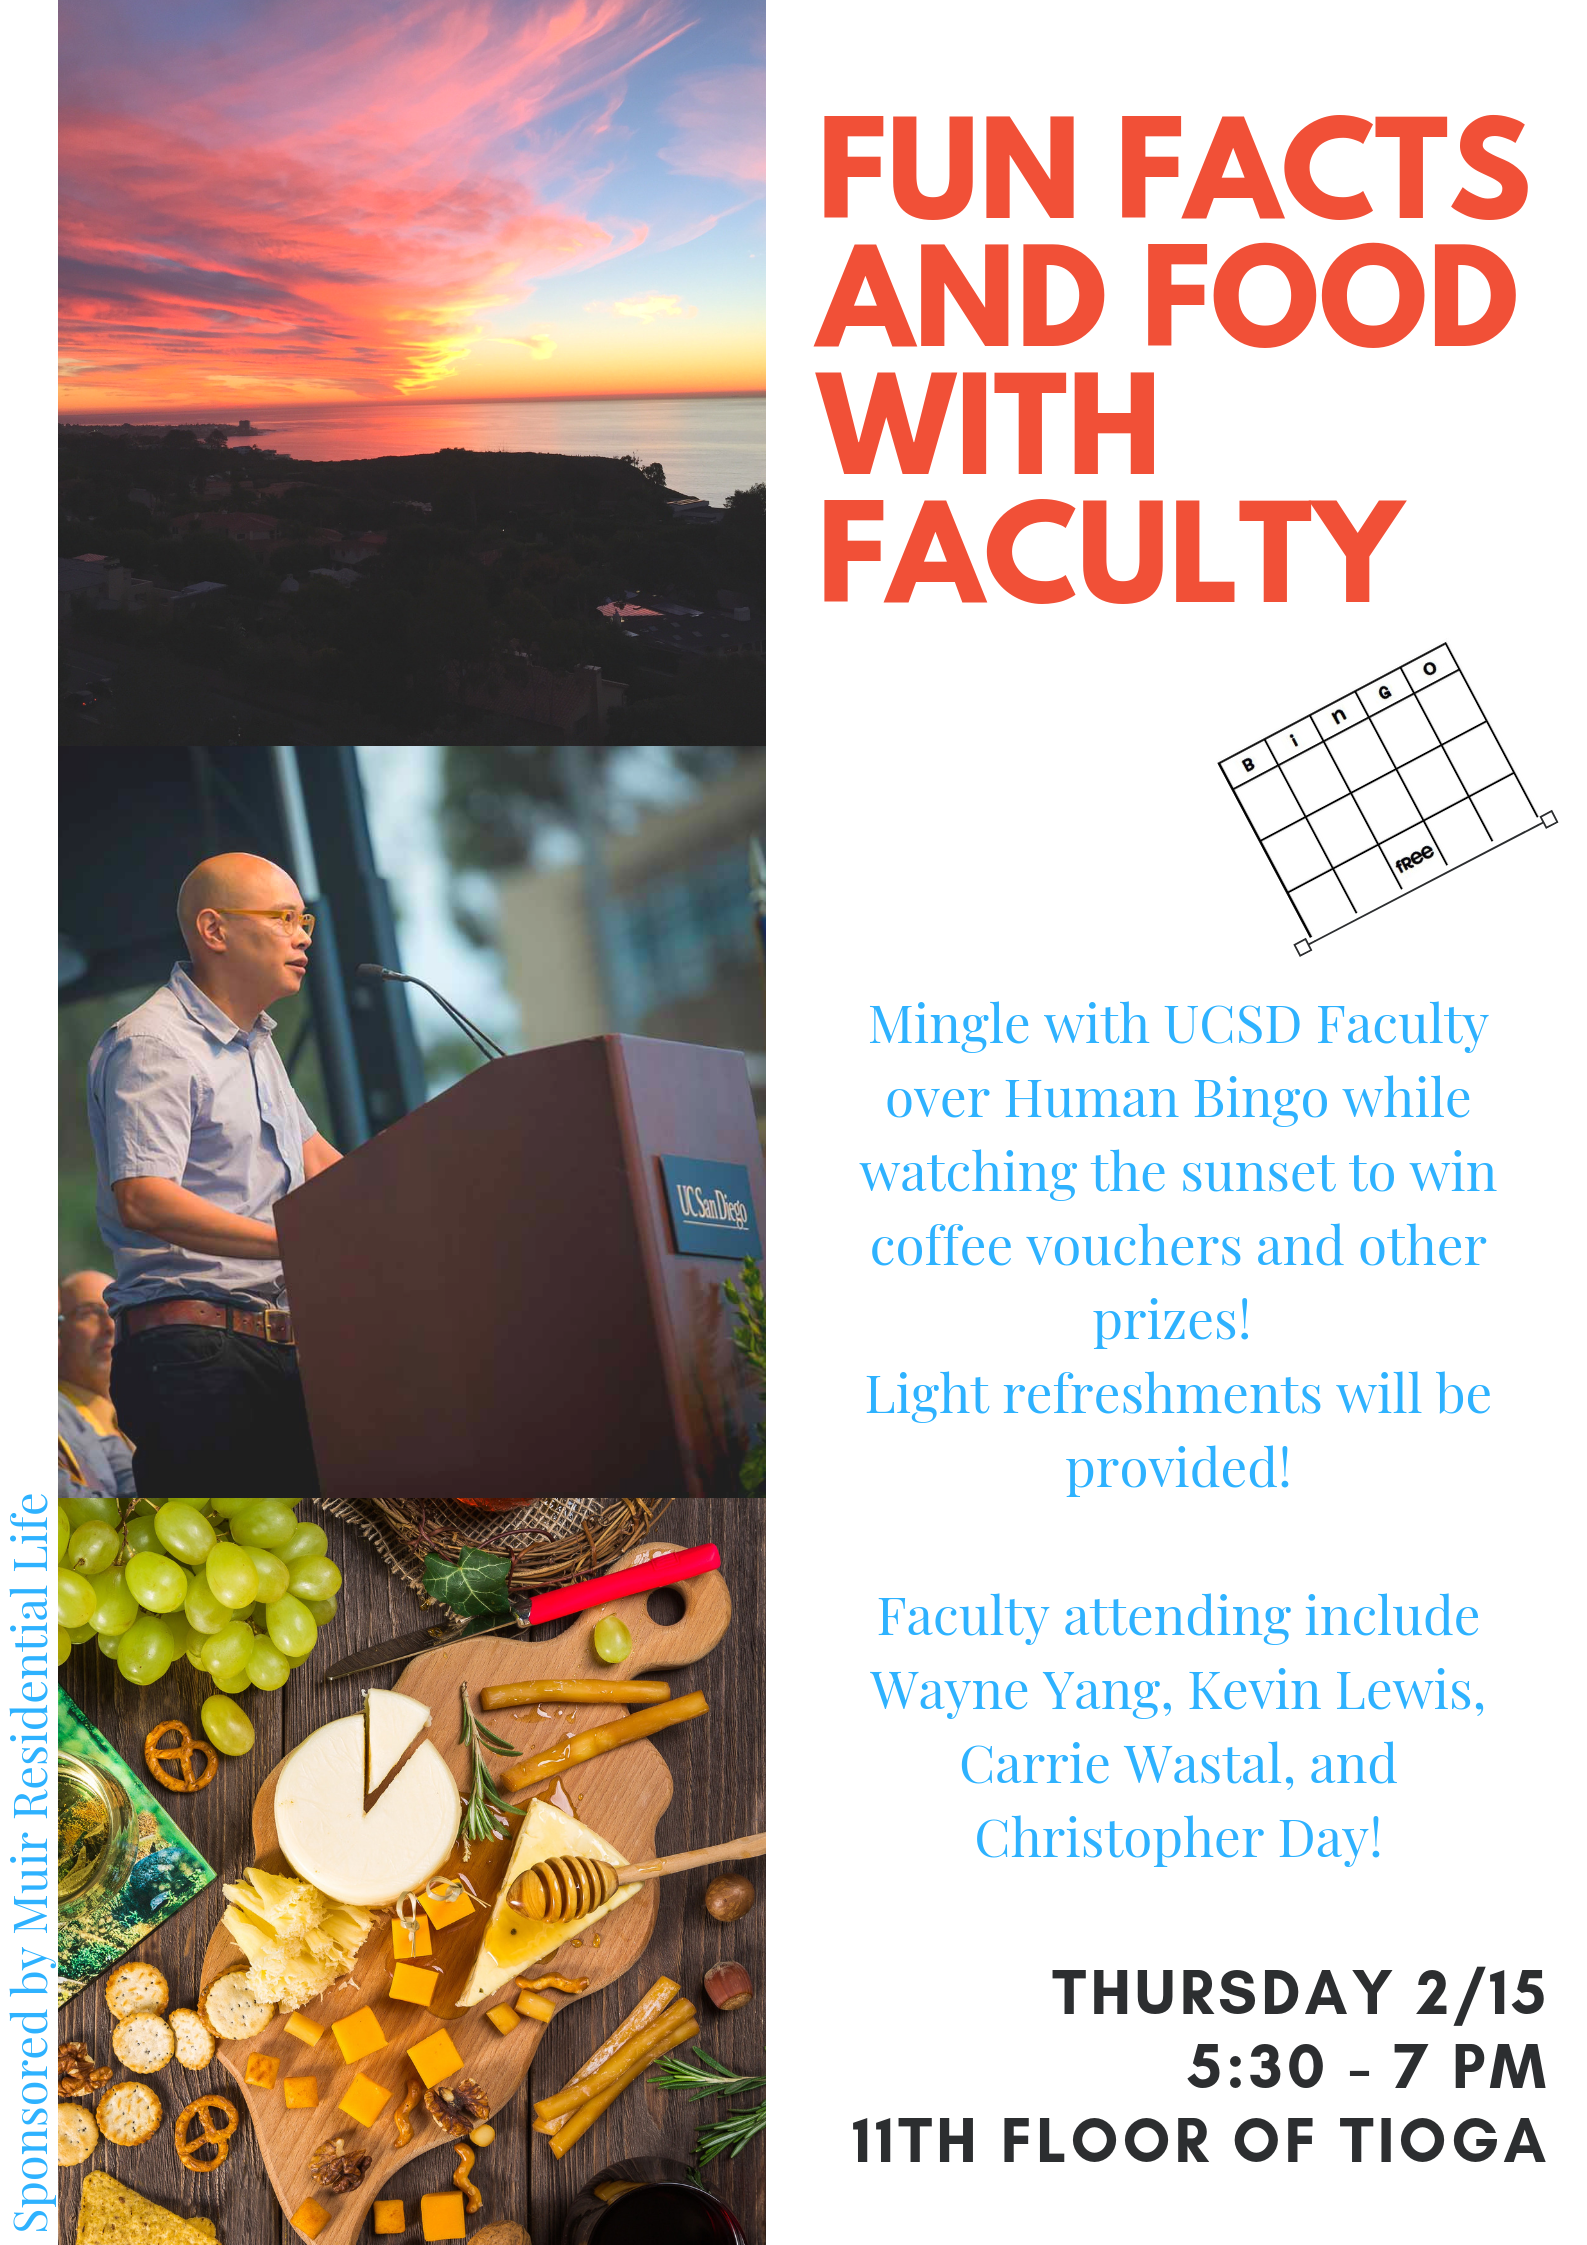 FUN FACTS
AND FOOD
WITH
FACULTY
B i n G O
fRee
Mingle with UCSD Faculty
over Human Bingo while
watching the sunset to win
coffee vouchers and other
prizes!
Light refreshments will be
provided!
Faculty attending include
Wayne Yang, Kevin Lewis,
Carrie Wastal, and
Christopher Day!
THURSDAY 2/15
5:30 - 7 PM
11TH FLOOR OF TIOGA
UC San Diego
Sponsored by Muir Residential Life